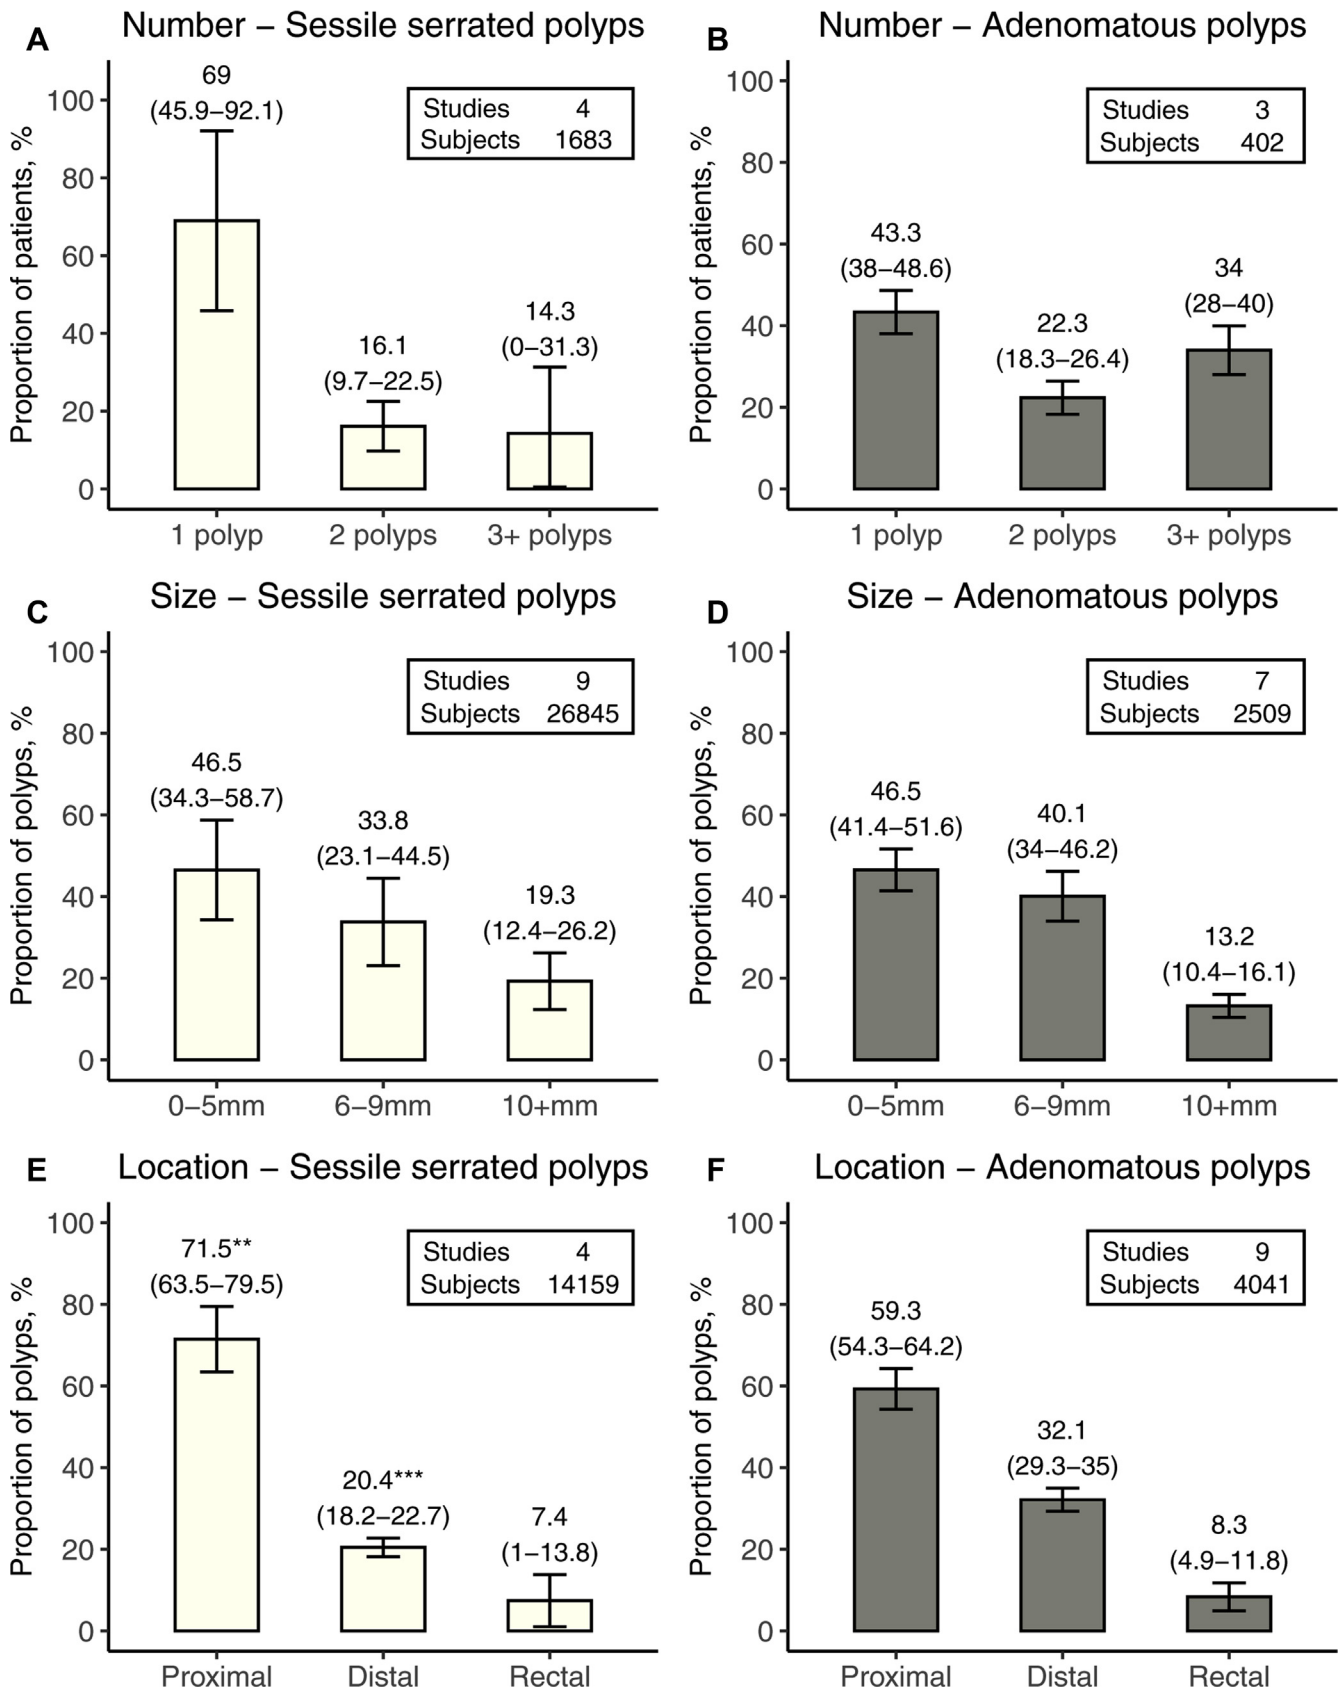 A
Number – Sessile serrated polyps
Proportion of patients, %
100
80
60
40
20
0
69
(45.9–92.1)
16.1
(9.7–22.5)
14.3
(0–31.3)
Studies 4
Subjects 1683
1 polyp
2 polyps
3+ polyps
B
Number – Adenomatous polyps
Proportion of patients, %
100
80
60
40
20
0
43.3
(38–48.6)
22.3
(18.3–26.4)
34
(28–40)
Studies 3
Subjects 402
1 polyp
2 polyps
3+ polyps
C
Size – Sessile serrated polyps
Proportion of polyps, %
100
80
60
40
20
0
46.5
(34.3–58.7)
33.8
(23.1–44.5)
19.3
(12.4–26.2)
Studies 9
Subjects 26845
0–5mm
6–9mm
10+mm
D
Size – Adenomatous polyps
Proportion of polyps, %
100
80
60
40
20
0
46.5
(41.4–51.6)
40.1
(34–46.2)
13.2
(10.4–16.1)
Studies 7
Subjects 2509
0–5mm
6–9mm
10+mm
E
Location – Sessile serrated polyps
Proportion of polyps, %
100
80
60
40
20
0
71.5**
(63.5–79.5)
20.4***
(18.2–22.7)
7.4
(1–13.8)
Studies 4
Subjects 14159
Proximal
Distal
Rectal
F
Location – Adenomatous polyps
Proportion of polyps, %
100
80
60
40
20
0
59.3
(54.3–64.2)
32.1
(29.3–35)
8.3
(4.9–11.8)
Studies 9
Subjects 4041
Proximal
Distal
Rectal